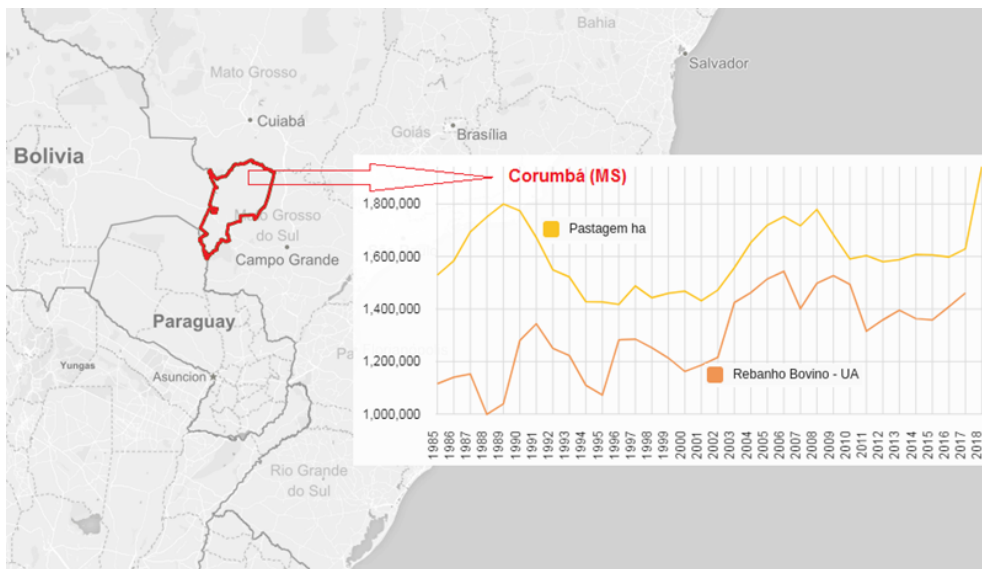 Bahia
Salvador
Mato Grosso
Cuiabá
Goiás
Brasília
Bolivia
Corumbá (MS)
1,800,000
Pastagem ha
Mato Grosso
do Sul
1,600,000
Campo Grande
1,400,000
Paraguay
Yungas
1,200,000
Rebanho Bovino - UA
Asuncion
1,000,000
1985
1986
1987
1988
1989
1990
1991
1992
1993
1994
1995
1996
1997
1998
1999
2000
2001
2002
2003
2004
2005
2006
2007
2008
2009
2010
2011
2012
2013
2014
2015
2016
2017
2018
Rio Grande
do Sul